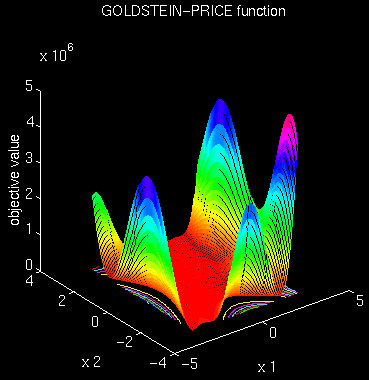 GOLDSTEIN-PRICE function
x 10^6
5
4
3
2
1
0
objective value
4
2
0
-2
-4
x 2
-5
0
5
x 1